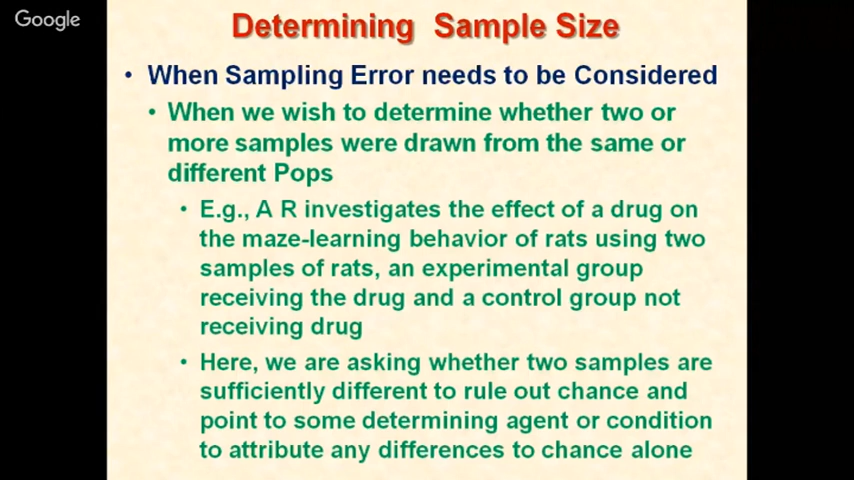 Google
Determining Sample Size
• When Sampling Error needs to be Considered
• When we wish to determine whether two or
more samples were drawn from the same or
different Pops
• E.g., A R investigates the effect of a drug on
the maze-learning behavior of rats using two
samples of rats, an experimental group
receiving the drug and a control group not
receiving drug
• Here, we are asking whether two samples are
sufficiently different to rule out chance and
point to some determining agent or condition
to attribute any differences to chance alone